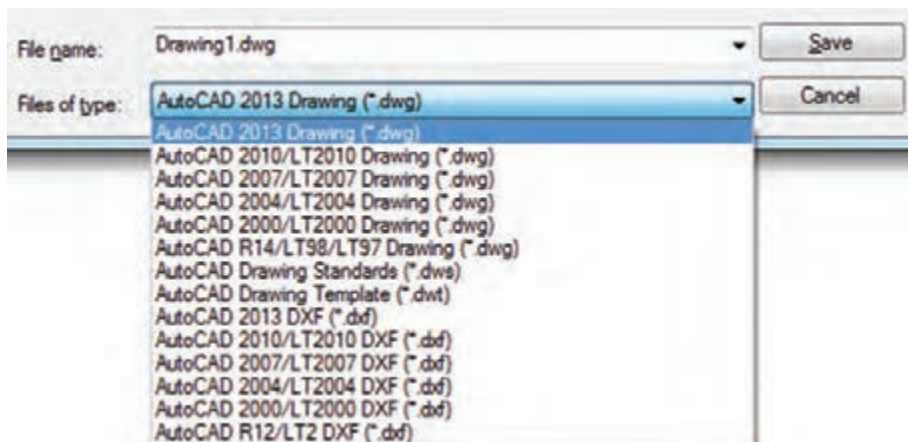 File name: Drawing1.dwg Save
Files of type: AutoCAD 2013 Drawing (*.dwg) Cancel
AutoCAD 2013 Drawing (*.dwg)
AutoCAD 2010/LT2010 Drawing (*.dwg)
AutoCAD 2007/LT2007 Drawing (*.dwg)
AutoCAD 2004/LT2004 Drawing (*.dwg)
AutoCAD 2000/LT2000 Drawing (*.dwg)
AutoCAD R14/LT98/LT97 Drawing (*.dwg)
AutoCAD Drawing Standards (*.dws)
AutoCAD Drawing Template (*.dwt)
AutoCAD 2013 DXF (*.dxf)
AutoCAD 2010/LT2010 DXF (*.dxf)
AutoCAD 2007/LT2007 DXF (*.dxf)
AutoCAD 2004/LT2004 DXF (*.dxf)
AutoCAD 2000/LT2000 DXF (*.dxf)
AutoCAD R12/LT2 DXF (*.dxf)